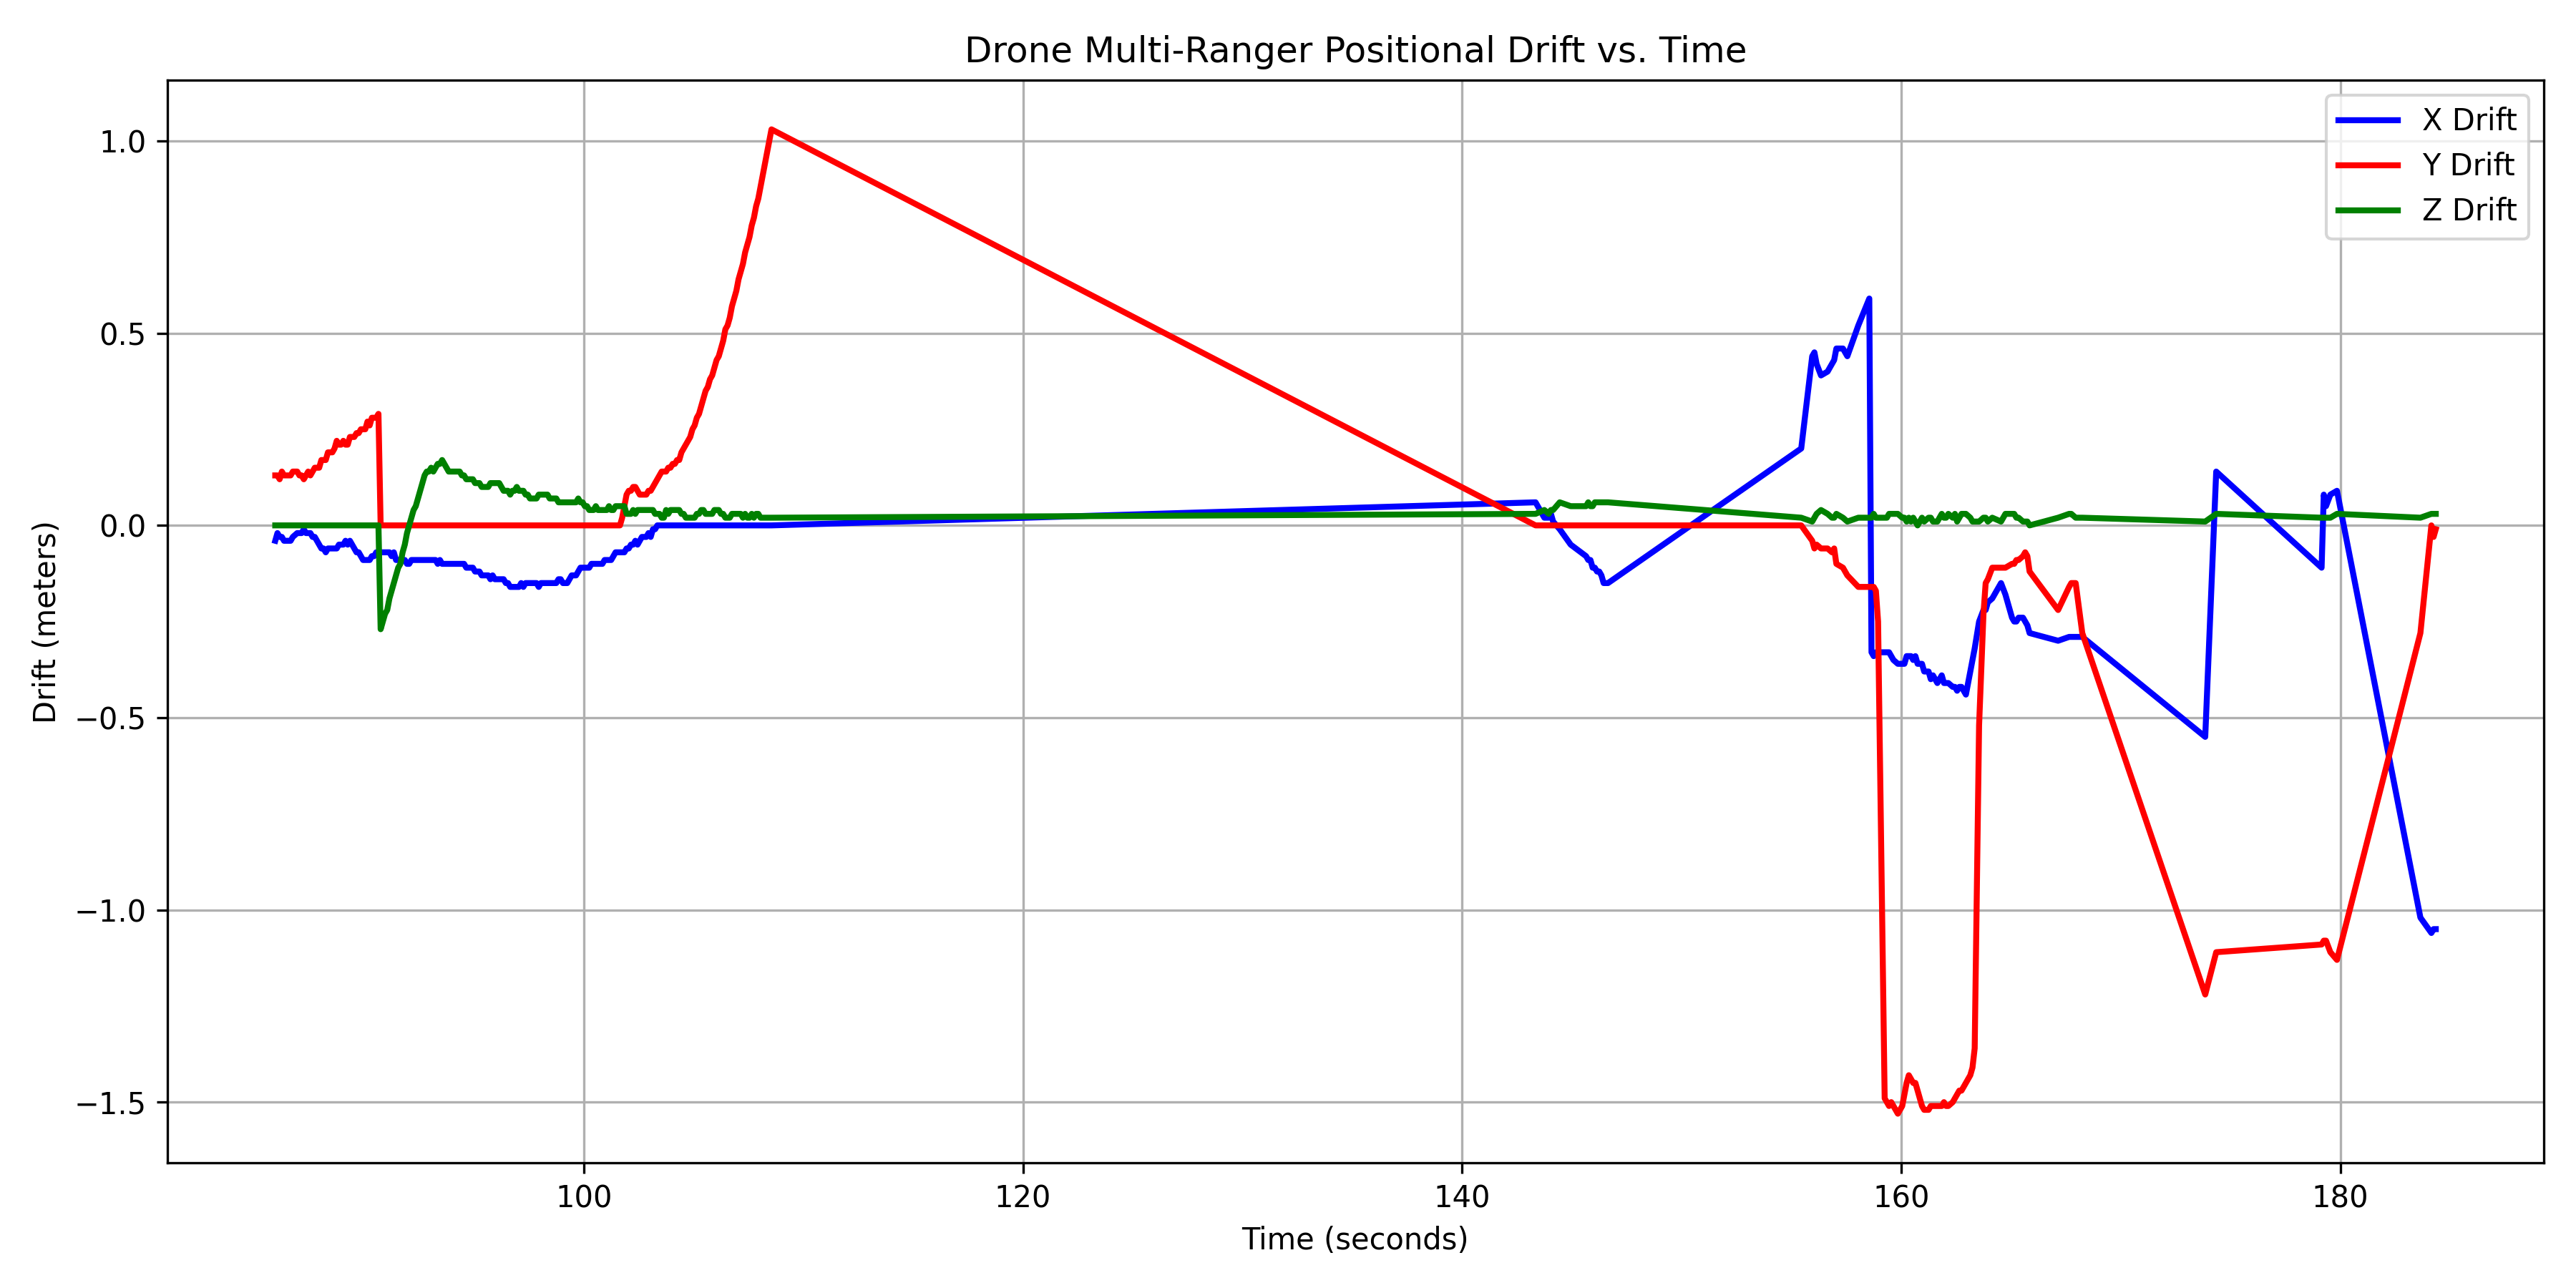 Drone Multi-Ranger Positional Drift vs. Time
X Drift
Y Drift
Z Drift
1.0
0.5
0.0
−0.5
−1.0
−1.5
Drift (meters)
100 120 140 160 180
Time (seconds)